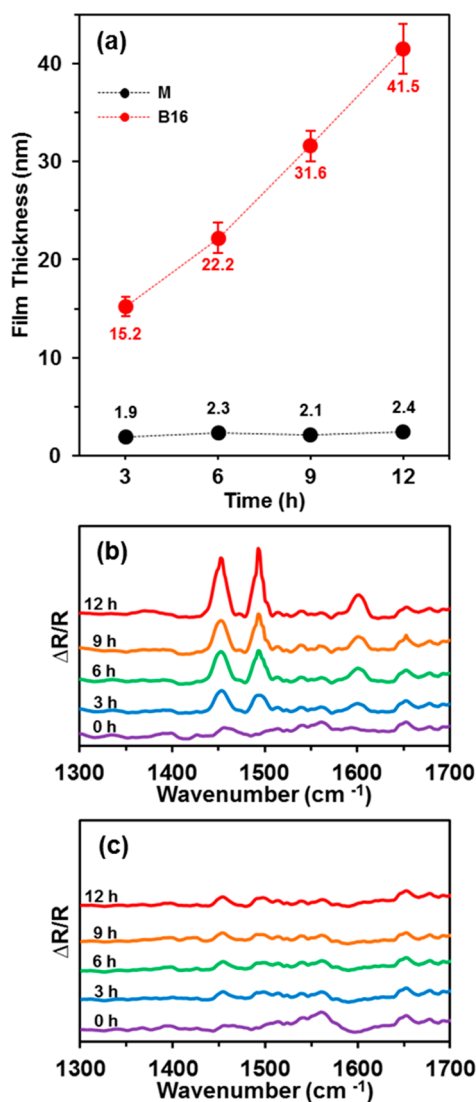 (a)
40
30
20
10
0
Film Thickness (nm)
M
B16
15.2
22.2
31.6
41.5
1.9
2.3
2.1
2.4
3
6
9
12
Time (h)
(b)
ΔR/R
12 h
9 h
6 h
3 h
0 h
1300
1400
1500
1600
1700
Wavenumber (cm -1)
(c)
ΔR/R
12 h
9 h
6 h
3 h
0 h
1300
1400
1500
1600
1700
Wavenumber (cm -1)